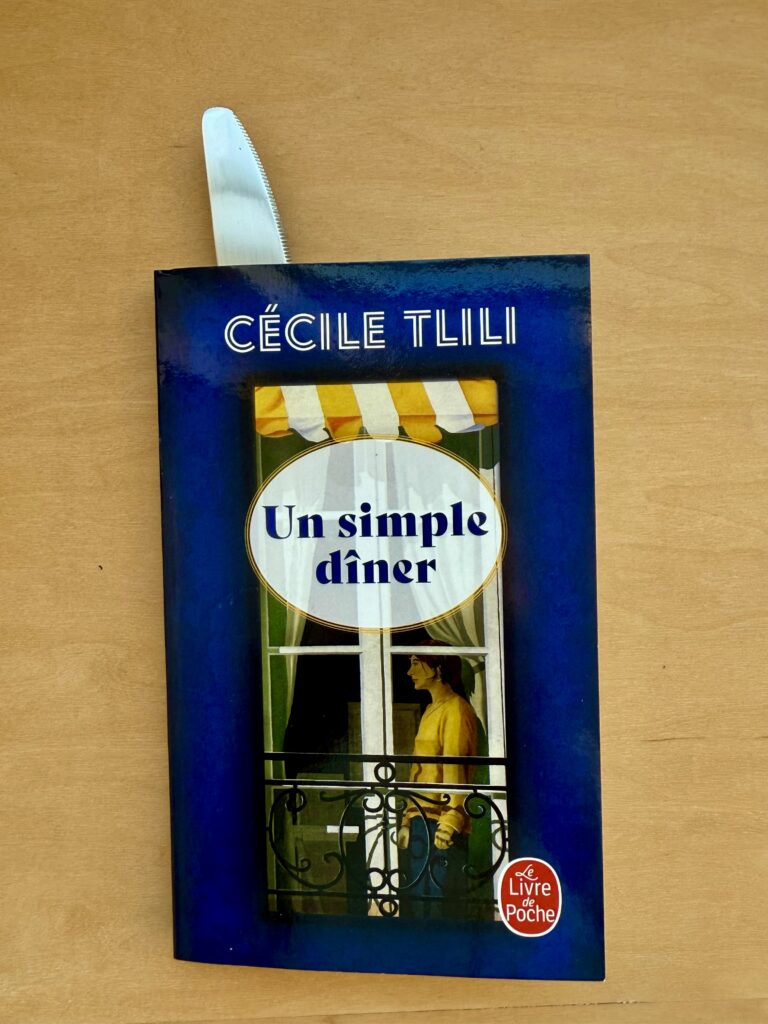 CÉCILE TLILI
Un simple
dîner
Le
Livre
de
Poche